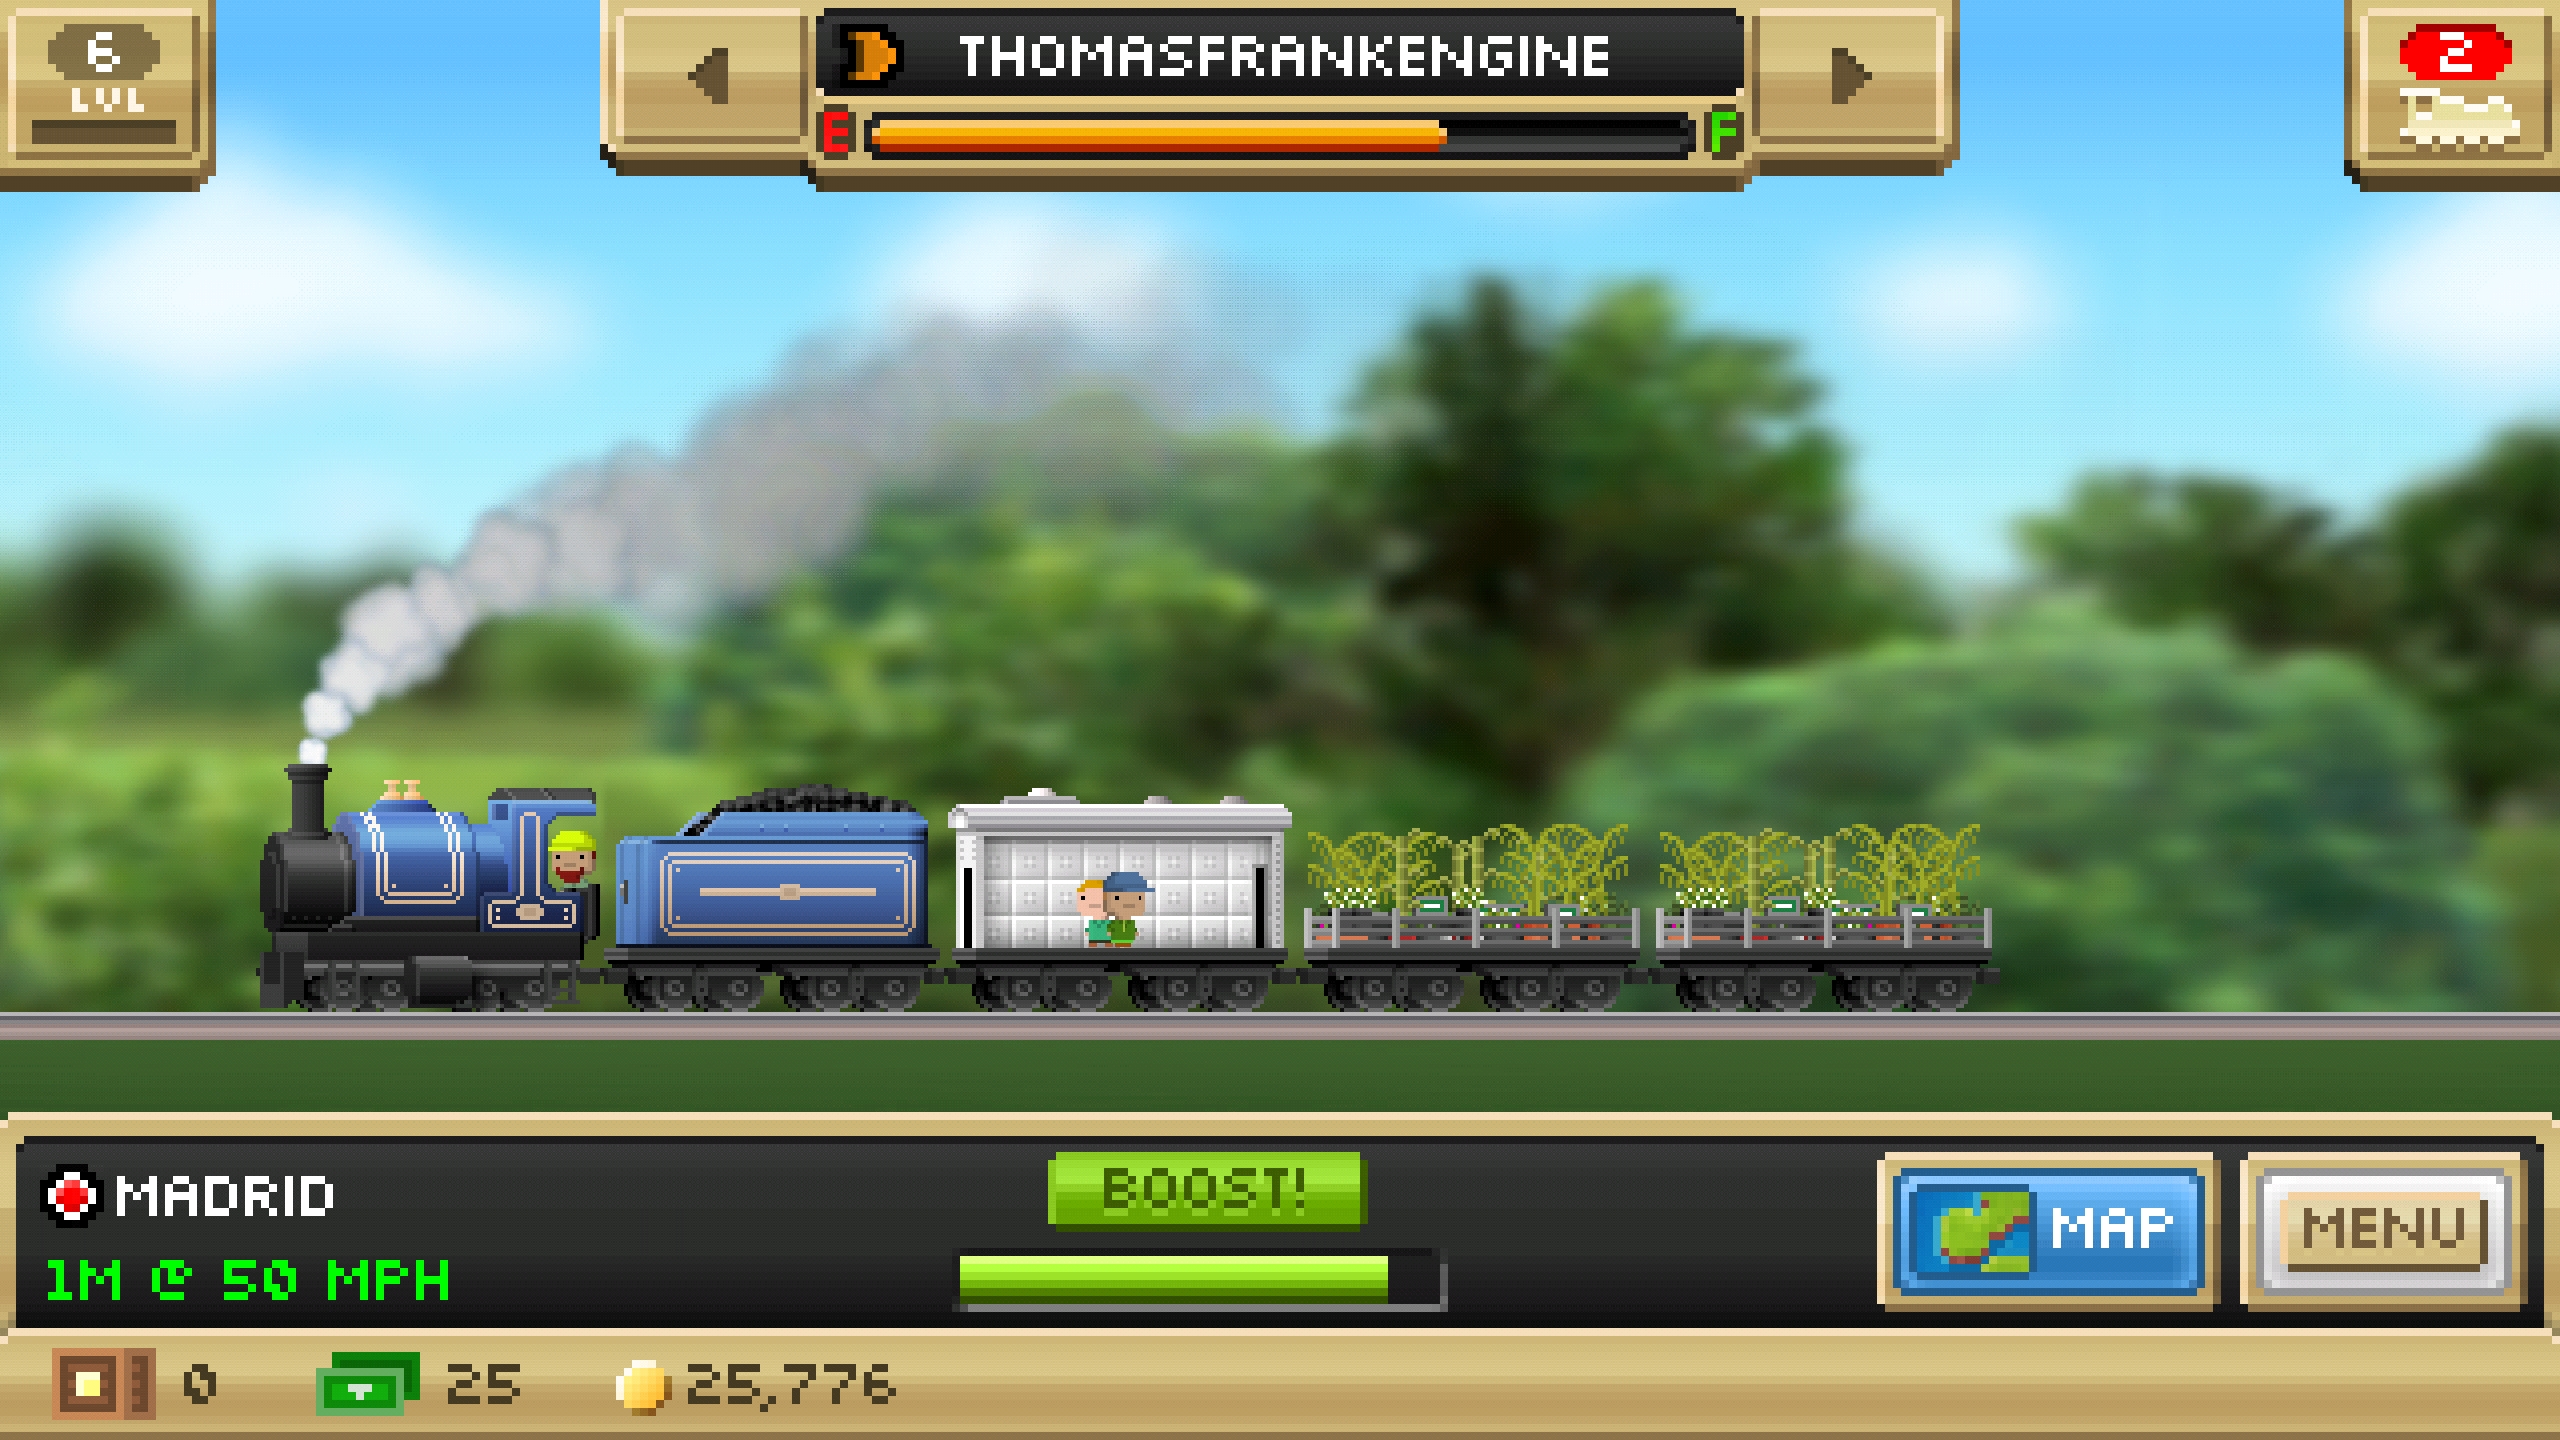 6
LVL
THOMASFRANKENGINE
E F
2
MADRID
1M @ 50 MPH
BOOST!
MAP
MENU
0 25 25,776